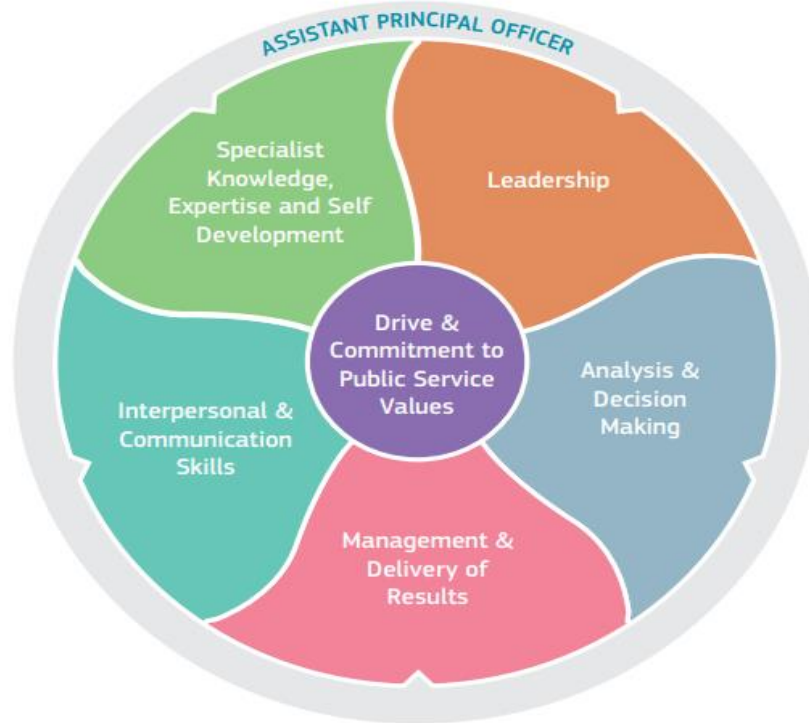 ASSISTANT PRINCIPAL OFFICER
Specialist
Knowledge,
Expertise and Self
Development
Leadership
Drive &
Commitment to
Public Service
Values
Analysis &
Decision
Making
Interpersonal &
Communication
Skills
Management &
Delivery of
Results